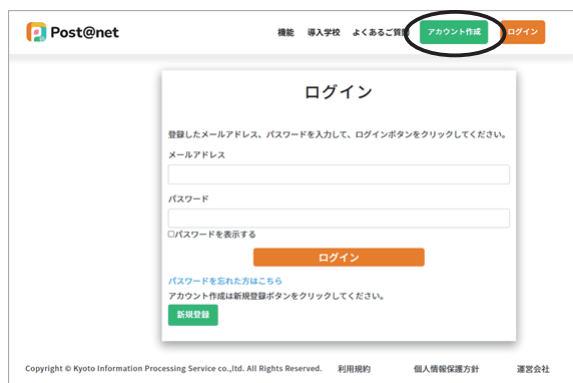 Post@net
機能 導入学校 よくあるご質問 アカウント作成 ログイン
ログイン
登録したメールアドレス、パスワードを入力して、ログインボタンをクリックしてください。
メールアドレス
パスワード
パスワードを表示する
ログイン
パスワードを忘れた方はこちら
アカウント作成は新規登録ボタンをクリックしてください。
新規登録
Copyright © Kyoto Information Processing Service co.,ltd. All Rights Reserved. 利用規約 個人情報保護方針 運営会社